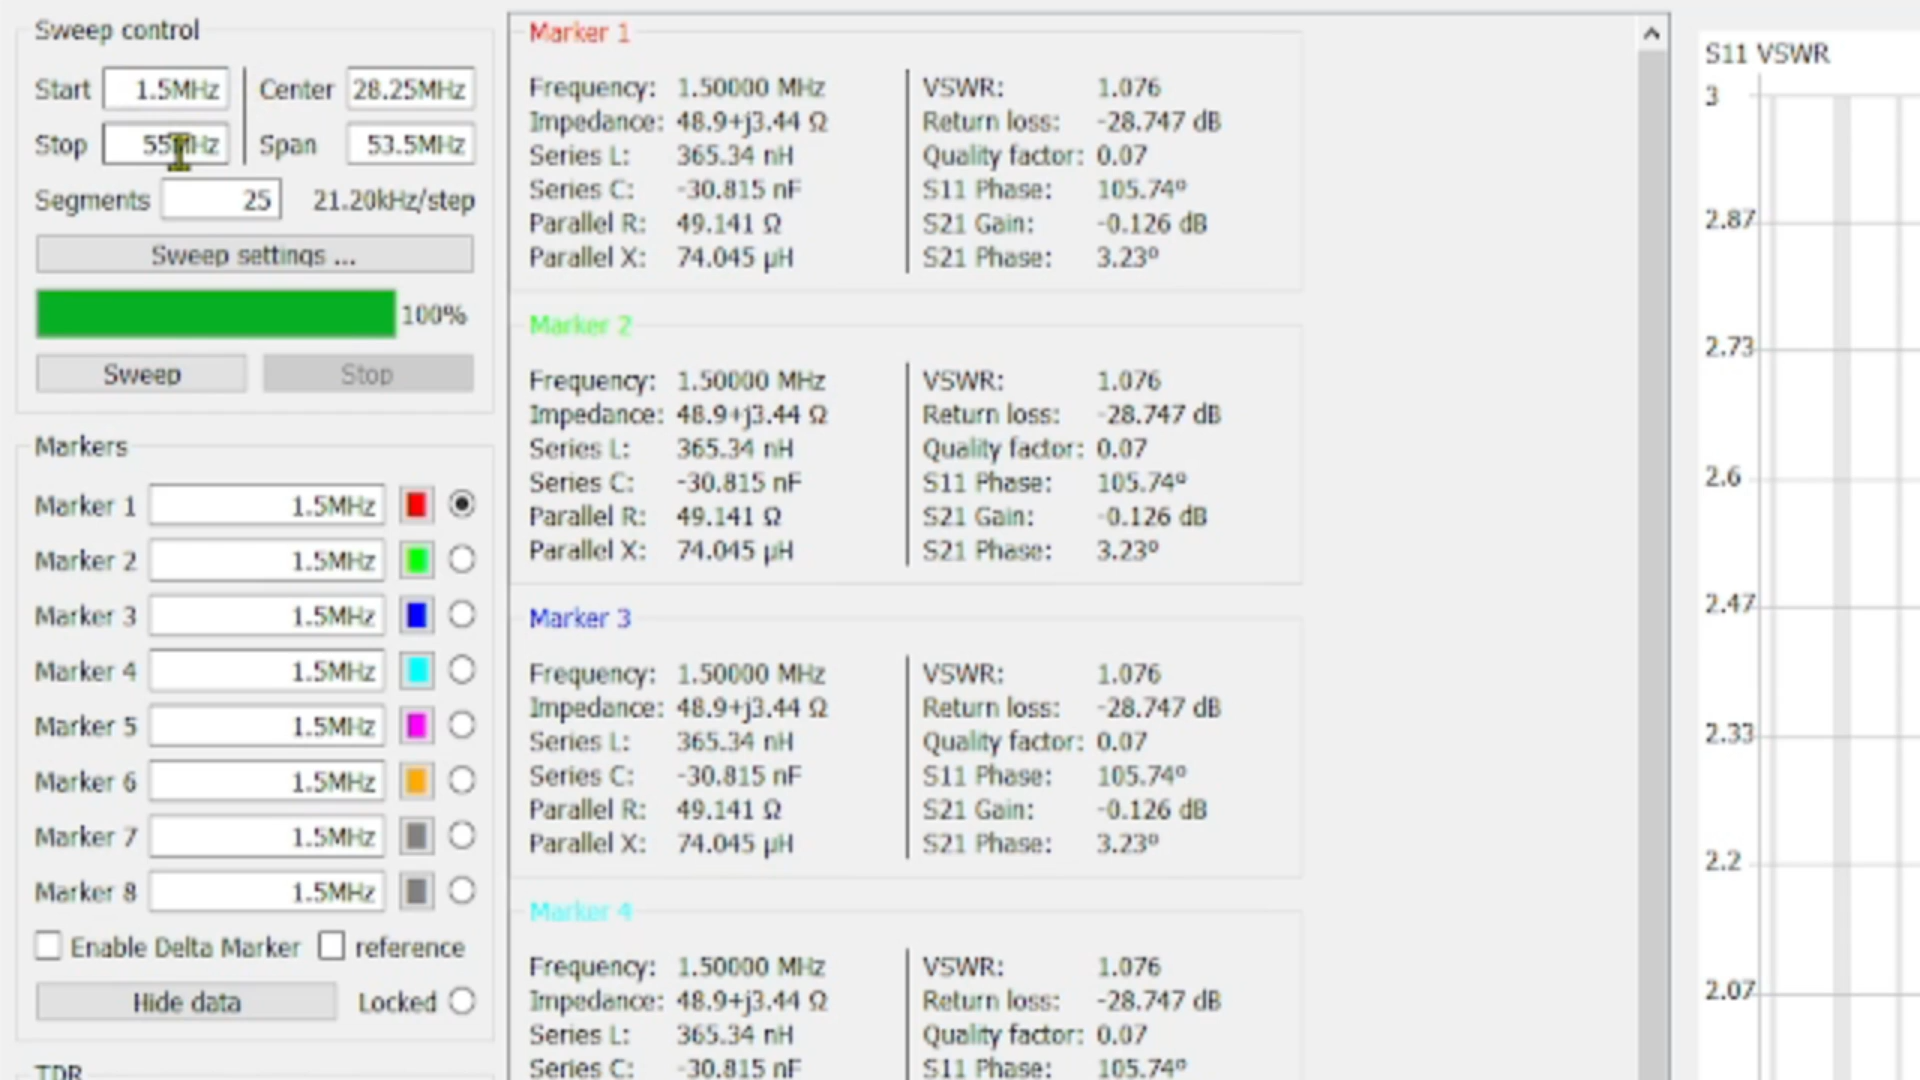 Sweep control
Start 1.5MHz Center 28.25MHz
Stop 55MHz Span 53.5MHz
Segments 25 21.20kHz/step
Sweep settings ...
100%
Sweep Stop
Markers
Marker 1 1.5MHz
Marker 2 1.5MHz
Marker 3 1.5MHz
Marker 4 1.5MHz
Marker 5 1.5MHz
Marker 6 1.5MHz
Marker 7 1.5MHz
Marker 8 1.5MHz
Enable Delta Marker reference
Hide data Locked
TDR
Marker 1
Frequency: 1.50000 MHz VSWR: 1.076
Impedance: 48.9+j3.44 Ω Return loss: -28.747 dB
Series L: 365.34 nH Quality factor: 0.07
Series C: -30.815 nF S11 Phase: 105.74º
Parallel R: 49.141 Ω S21 Gain: -0.126 dB
Parallel X: 74.045 µH S21 Phase: 3.23º
Marker 2
Frequency: 1.50000 MHz VSWR: 1.076
Impedance: 48.9+j3.44 Ω Return loss: -28.747 dB
Series L: 365.34 nH Quality factor: 0.07
Series C: -30.815 nF S11 Phase: 105.74º
Parallel R: 49.141 Ω S21 Gain: -0.126 dB
Parallel X: 74.045 µH S21 Phase: 3.23º
Marker 3
Frequency: 1.50000 MHz VSWR: 1.076
Impedance: 48.9+j3.44 Ω Return loss: -28.747 dB
Series L: 365.34 nH Quality factor: 0.07
Series C: -30.815 nF S11 Phase: 105.74º
Parallel R: 49.141 Ω S21 Gain: -0.126 dB
Parallel X: 74.045 µH S21 Phase: 3.23º
Marker 4
Frequency: 1.50000 MHz VSWR: 1.076
Impedance: 48.9+j3.44 Ω Return loss: -28.747 dB
Series L: 365.34 nH Quality factor: 0.07
Series C: -30.815 nF S11 Phase: 105.74º
S11 VSWR
3
2.87
2.73
2.6
2.47
2.33
2.2
2.07